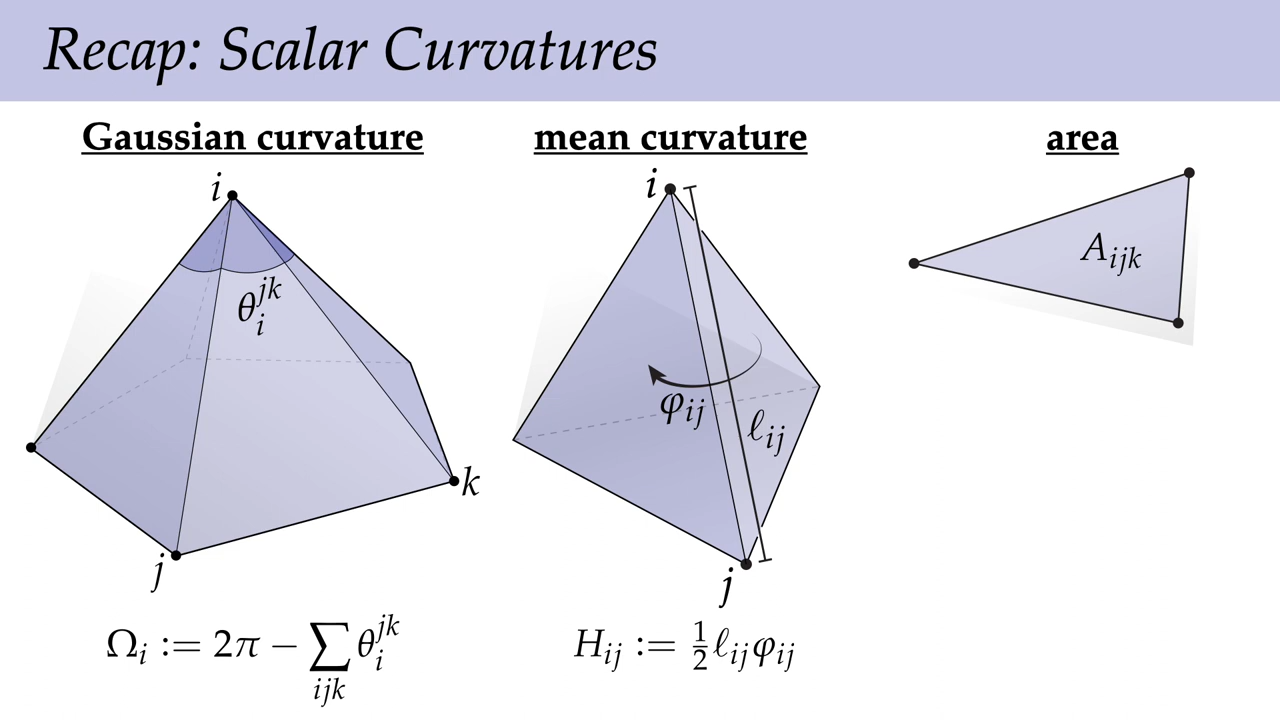 Recap: Scalar Curvatures
Gaussian curvature
i
θ_i^{jk}
k
j
Ω_i := 2π − ∑_{ijk} θ_i^{jk}
mean curvature
i
φ_{ij}
ℓ_{ij}
j
H_{ij} := ½ ℓ_{ij}φ_{ij}
area
A_{ijk}